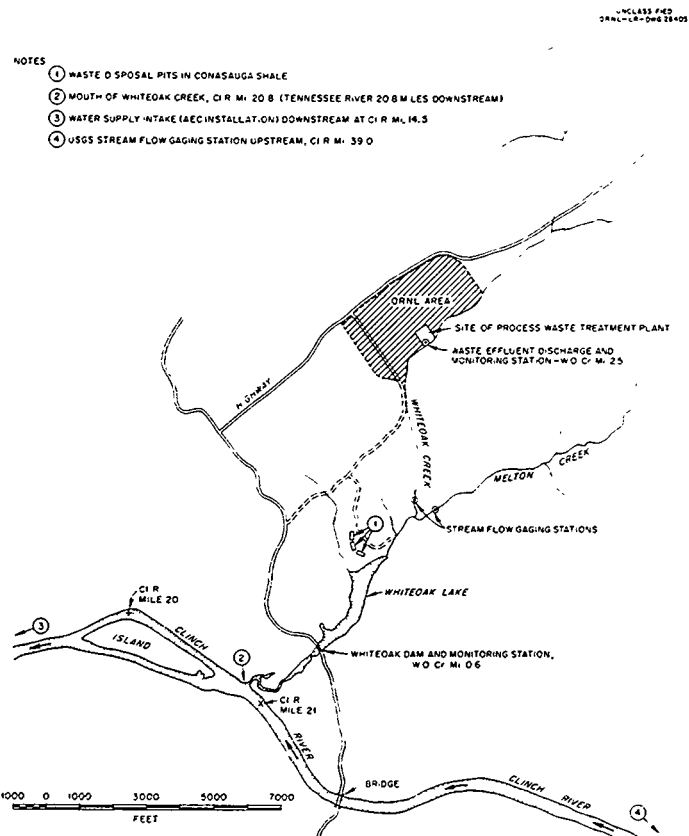 UNCLASSIFIED
ORNL-LR-DWG 28405
NOTES
① WASTE D SPOSAL PITS IN CONASAUGA SHALE
② MOUTH OF WHITEOAK CREEK, Cl R Mi 20 8 (TENNESSEE RIVER 20 8 M LES DOWNSTREAM)
③ WATER SUPPLY INTAKE (AEC INSTALLATION) DOWNSTREAM AT Cl R Mi. 14.5
④ USGS STREAM FLOW GAGING STATION UPSTREAM, Cl R Mi 39 0
ORNL AREA
SITE OF PROCESS WASTE TREATMENT PLANT
WASTE EFFLUENT DISCHARGE AND
MONITORING STATION - W O Cr Mi 2 5
H GHWAY
WHITEOAK CREEK
MELTON CREEK
①
STREAM FLOW GAGING STATIONS
WHITEOAK LAKE
Cl R
MILE 20
③
ISLAND
CLINCH
②
WHITEOAK DAM AND MONITORING STATION,
W O Cr Mi 0 6
Cl R
MILE 21
RIVER
BRIDGE
CLINCH RIVER
④
1000 0 1000 3000 5000 7000
FEET